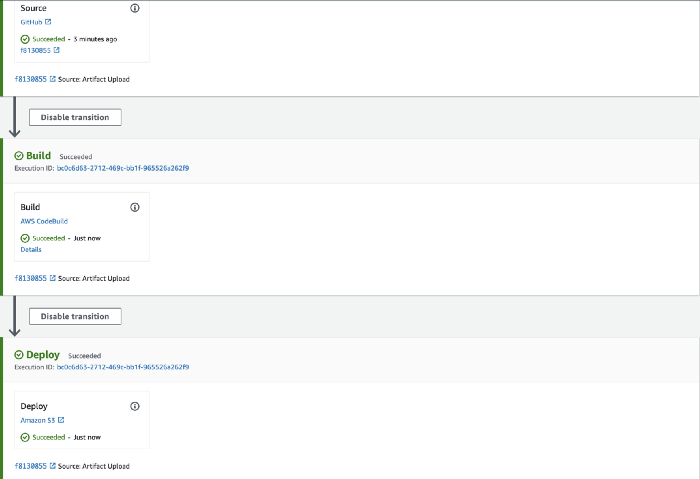 Source
GitHub
Succeeded - 3 minutes ago
f8130855
f8130855 Source: Artifact Upload
Disable transition
Build Succeeded
Execution ID: bc0c6d63-2712-469c-bb1f-965526a262f9
Build
AWS CodeBuild
Succeeded - Just now
Details
f8130855 Source: Artifact Upload
Disable transition
Deploy Succeeded
Execution ID: bc0c6d63-2712-469c-bb1f-965526a262f9
Deploy
Amazon S3
Succeeded - Just now
f8130855 Source: Artifact Upload